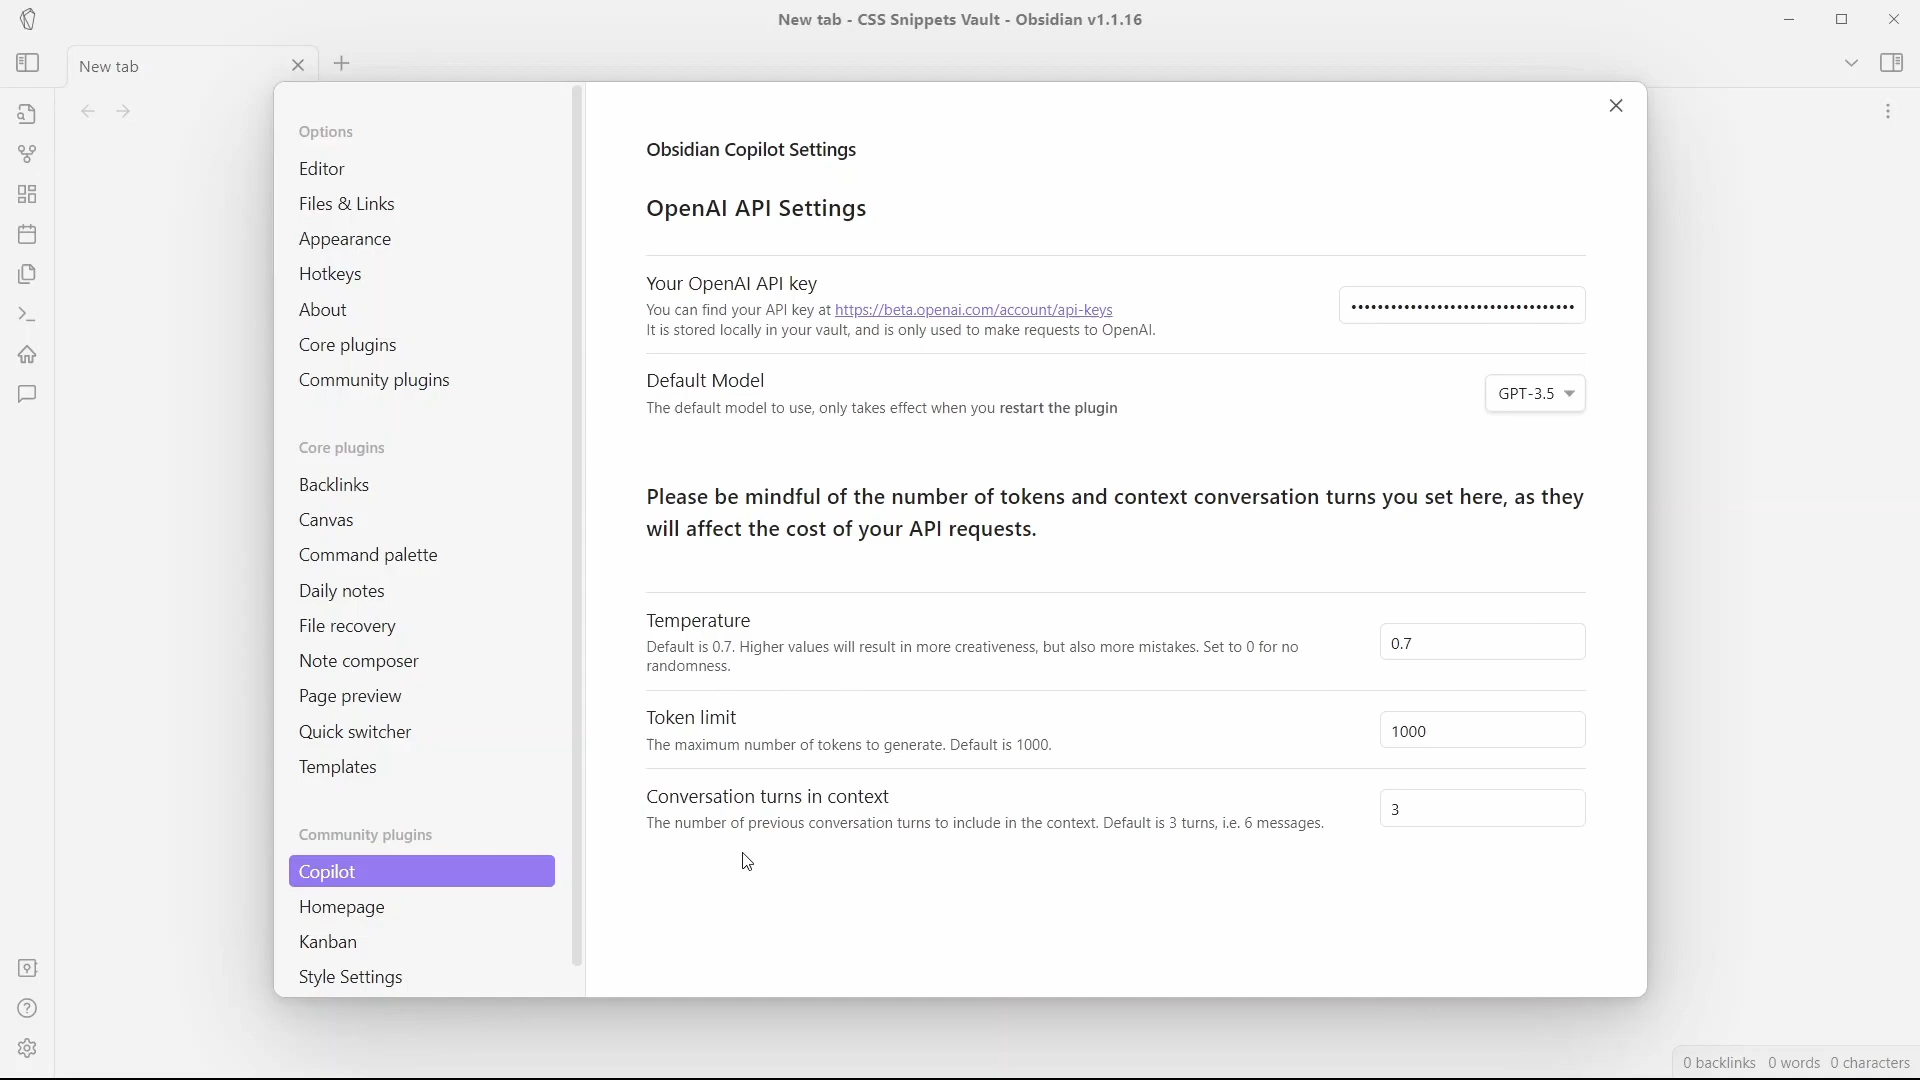 New tab - CSS Snippets Vault - Obsidian v1.1.16
New tab
Options
Editor
Files & Links
Appearance
Hotkeys
About
Core plugins
Community plugins
Core plugins
Backlinks
Canvas
Command palette
Daily notes
File recovery
Note composer
Page preview
Quick switcher
Templates
Community plugins
Copilot
Homepage
Kanban
Style Settings
Obsidian Copilot Settings
OpenAI API Settings
Your OpenAI API key
You can find your API key at https://beta.openai.com/account/api-keys
It is stored locally in your vault, and is only used to make requests to OpenAI.
Default Model
The default model to use, only takes effect when you restart the plugin
GPT-3.5
Please be mindful of the number of tokens and context conversation turns you set here, as they
will affect the cost of your API requests.
Temperature
Default is 0.7. Higher values will result in more creativeness, but also more mistakes. Set to 0 for no
randomness.
0.7
Token limit
The maximum number of tokens to generate. Default is 1000.
1000
Conversation turns in context
The number of previous conversation turns to include in the context. Default is 3 turns, i.e. 6 messages.
3
0 backlinks 0 words 0 characters